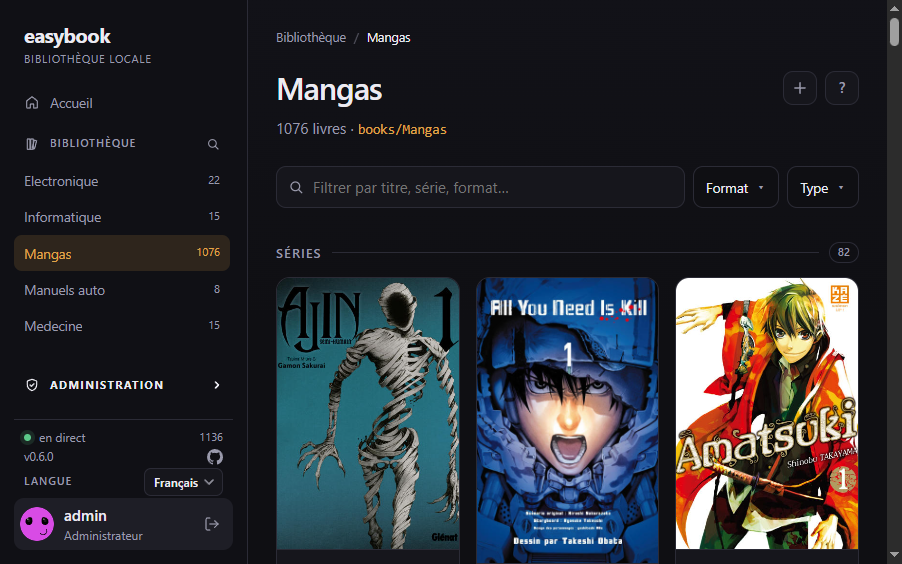 easybook
BIBLIOTHÈQUE LOCALE
Accueil
BIBLIOTHÈQUE
Electronique 22
Informatique 15
Mangas 1076
Manuels auto 8
Medecine 15
ADMINISTRATION
en direct 1136
v0.6.0
LANGUE Français
admin
Administrateur
Bibliothèque / Mangas
Mangas
+ ?
1076 livres · books/Mangas
Filtrer par titre, série, format...
Format
Type
SÉRIES 82
AJIN 1
Gamon Sakurai
Glénat
All You Need Is Kill
1
Dessin par Takeshi Obata
KAZE
Amatsuki
Shinobu TAKAYAMA
1